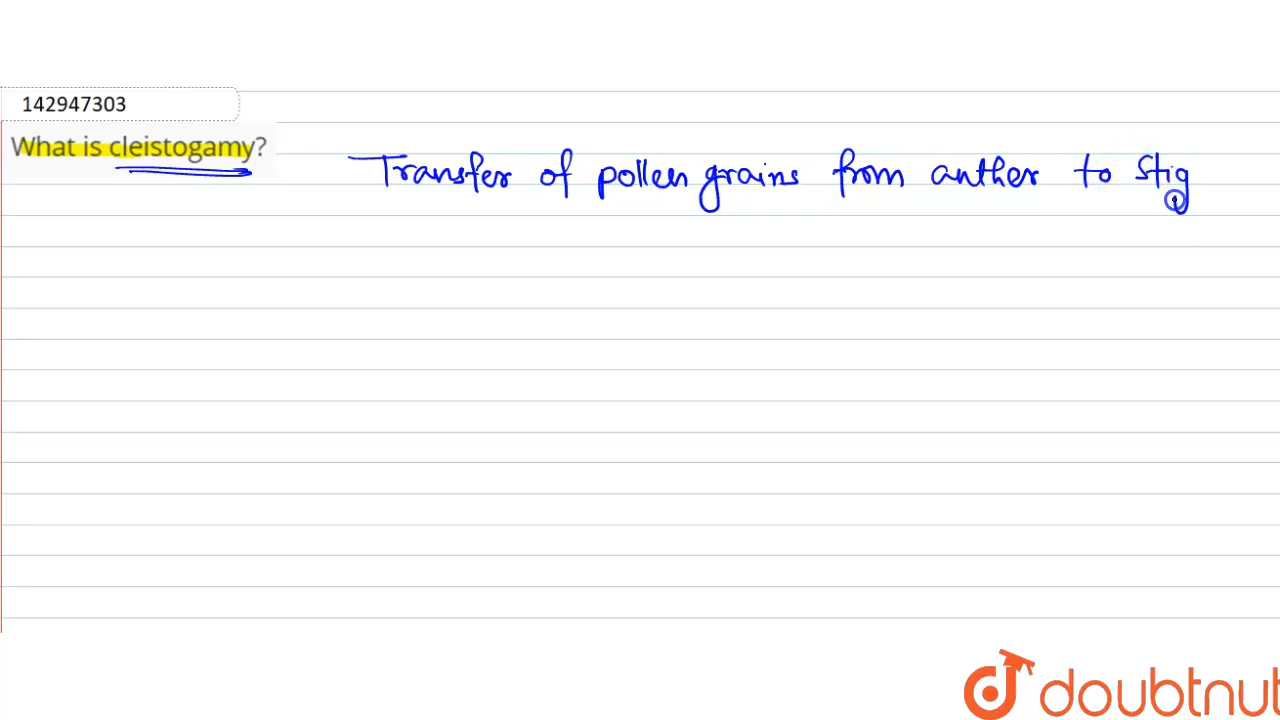 142947303
What is cleistogamy?
Transfer of pollen grains from anther to stig
doubtnut